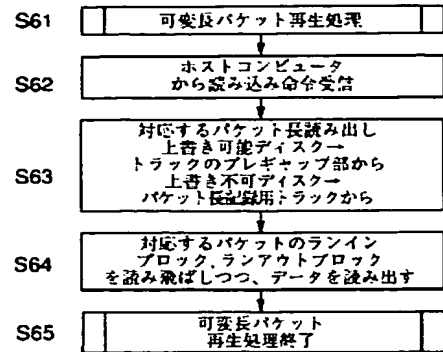 S61
可変長パケット再生処理
S62
ホストコンピュータ
から読み込み命令受信
S63
対応するパケット長読み出し
上書き可能ディスク→
トラックのプレギャップ部から
上書き不可ディスク→
パケット長記録用トラックから
S64
対応するパケットのランイン
ブロック、ランアウトブロック
を読み飛ばしつつ、データを読み出す
S65
可変長パケット
再生処理終了